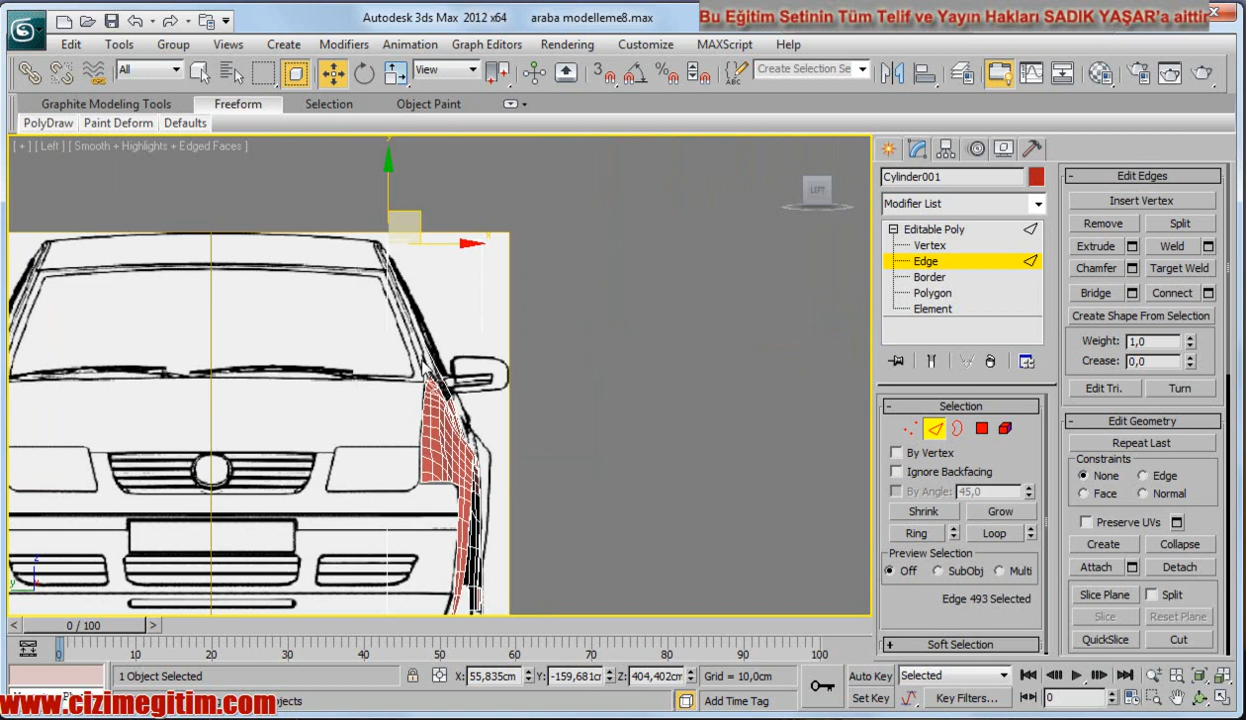 Autodesk 3ds Max 2012 x64 araba modelleme8.max
Bu Eğitim Setinin Tüm Telif ve Yayın Hakları SADIK YAŞAR'a aittir
Edit Tools Group Views Create Modifiers Animation Graph Editors Rendering Customize MAXScript Help
All View Create Selection Se
Graphite Modeling Tools Freeform Selection Object Paint
PolyDraw Paint Deform Defaults
[ + ] [ Left ] [ Smooth + Highlights + Edged Faces ]
LEFT
Cylinder001
Modifier List
Editable Poly
Vertex
Edge
Border
Polygon
Element
Selection
By Vertex
Ignore Backfacing
By Angle: 45,0
Shrink Grow
Ring Loop
Preview Selection
Off SubObj Multi
Edge 493 Selected
Soft Selection
Edit Edges
Insert Vertex
Remove Split
Extrude Weld
Chamfer Target Weld
Bridge Connect
Create Shape From Selection
Weight: 1,0
Crease: 0,0
Edit Tri. Turn
Edit Geometry
Repeat Last
Constraints
None Edge
Face Normal
Preserve UVs
Create Collapse
Attach Detach
Slice Plane Split
Slice Reset Plane
QuickSlice Cut
0 / 100
0 10 20 30 40 50 60 70 80 90 100
1 Object Selected X: 55,835cm Y: -159,681cm Z: 404,402cm Grid = 10,0cm
Auto Key Selected
Add Time Tag Set Key Key Filters... 0
www.cizimegitim.com